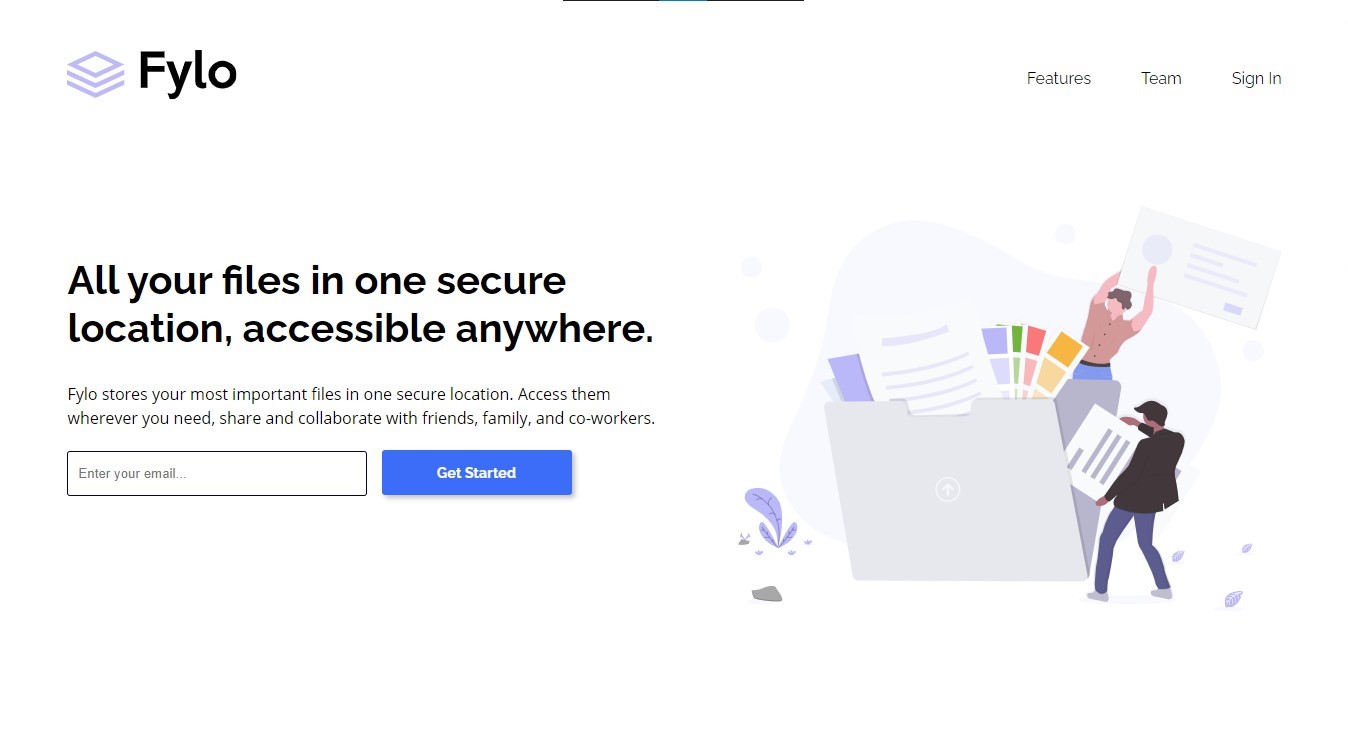 Fylo
Features
Team
Sign In
All your files in one secure
location, accessible anywhere.
Fylo stores your most important files in one secure location. Access them
wherever you need, share and collaborate with friends, family, and co-workers.
Enter your email...
Get Started